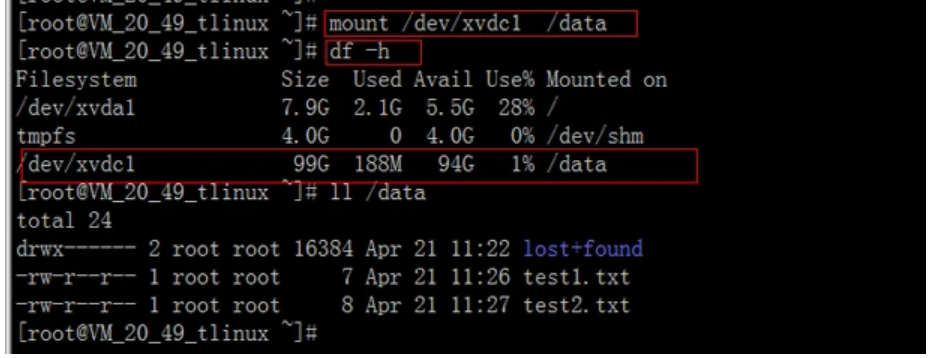 [root@VM_20_49_tlinux ~]# mount /dev/xvdc1  /data
[root@VM_20_49_tlinux ~]# df -h
Filesystem            Size  Used Avail Use% Mounted on
/dev/xvda1            7.9G  2.1G  5.5G  28% /
tmpfs                 4.0G     0  4.0G   0% /dev/shm
/dev/xvdc1             99G  188M   94G   1% /data
[root@VM_20_49_tlinux ~]# ll /data
total 24
drwx------ 2 root root 16384 Apr 21 11:22 lost+found
-rw-r--r-- 1 root root     7 Apr 21 11:26 test1.txt
-rw-r--r-- 1 root root     8 Apr 21 11:27 test2.txt
[root@VM_20_49_tlinux ~]#